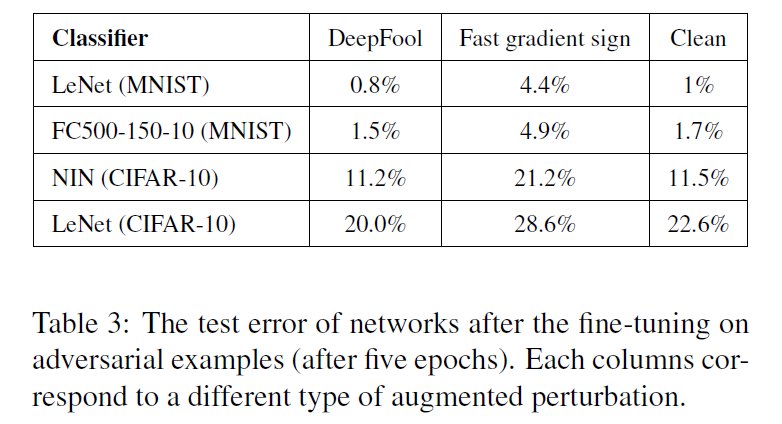 Classifier DeepFool Fast gradient sign Clean
LeNet (MNIST) 0.8% 4.4% 1%
FC500-150-10 (MNIST) 1.5% 4.9% 1.7%
NIN (CIFAR-10) 11.2% 21.2% 11.5%
LeNet (CIFAR-10) 20.0% 28.6% 22.6%
Table 3: The test error of networks after the fine-tuning on
adversarial examples (after five epochs). Each columns cor-
respond to a different type of augmented perturbation.